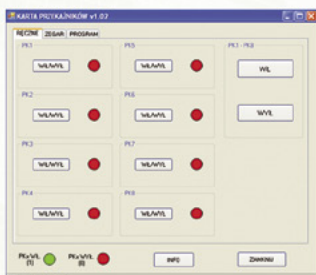 KARTA PRZEKAŹNIKÓW v1.02
RĘCZNE ZEGAR PROGRAM
PK1 PK5 PK1 - PK8
WŁ/WYŁ WŁ/WYŁ WŁ
PK2 PK6
WŁ/WYŁ WŁ/WYŁ WYŁ
PK3 PK7
WŁ/WYŁ WŁ/WYŁ
PK4 PK8
WŁ/WYŁ WŁ/WYŁ
PKx WŁ. PKx WYŁ. INFO ZAMKNIJ
(1) (0)